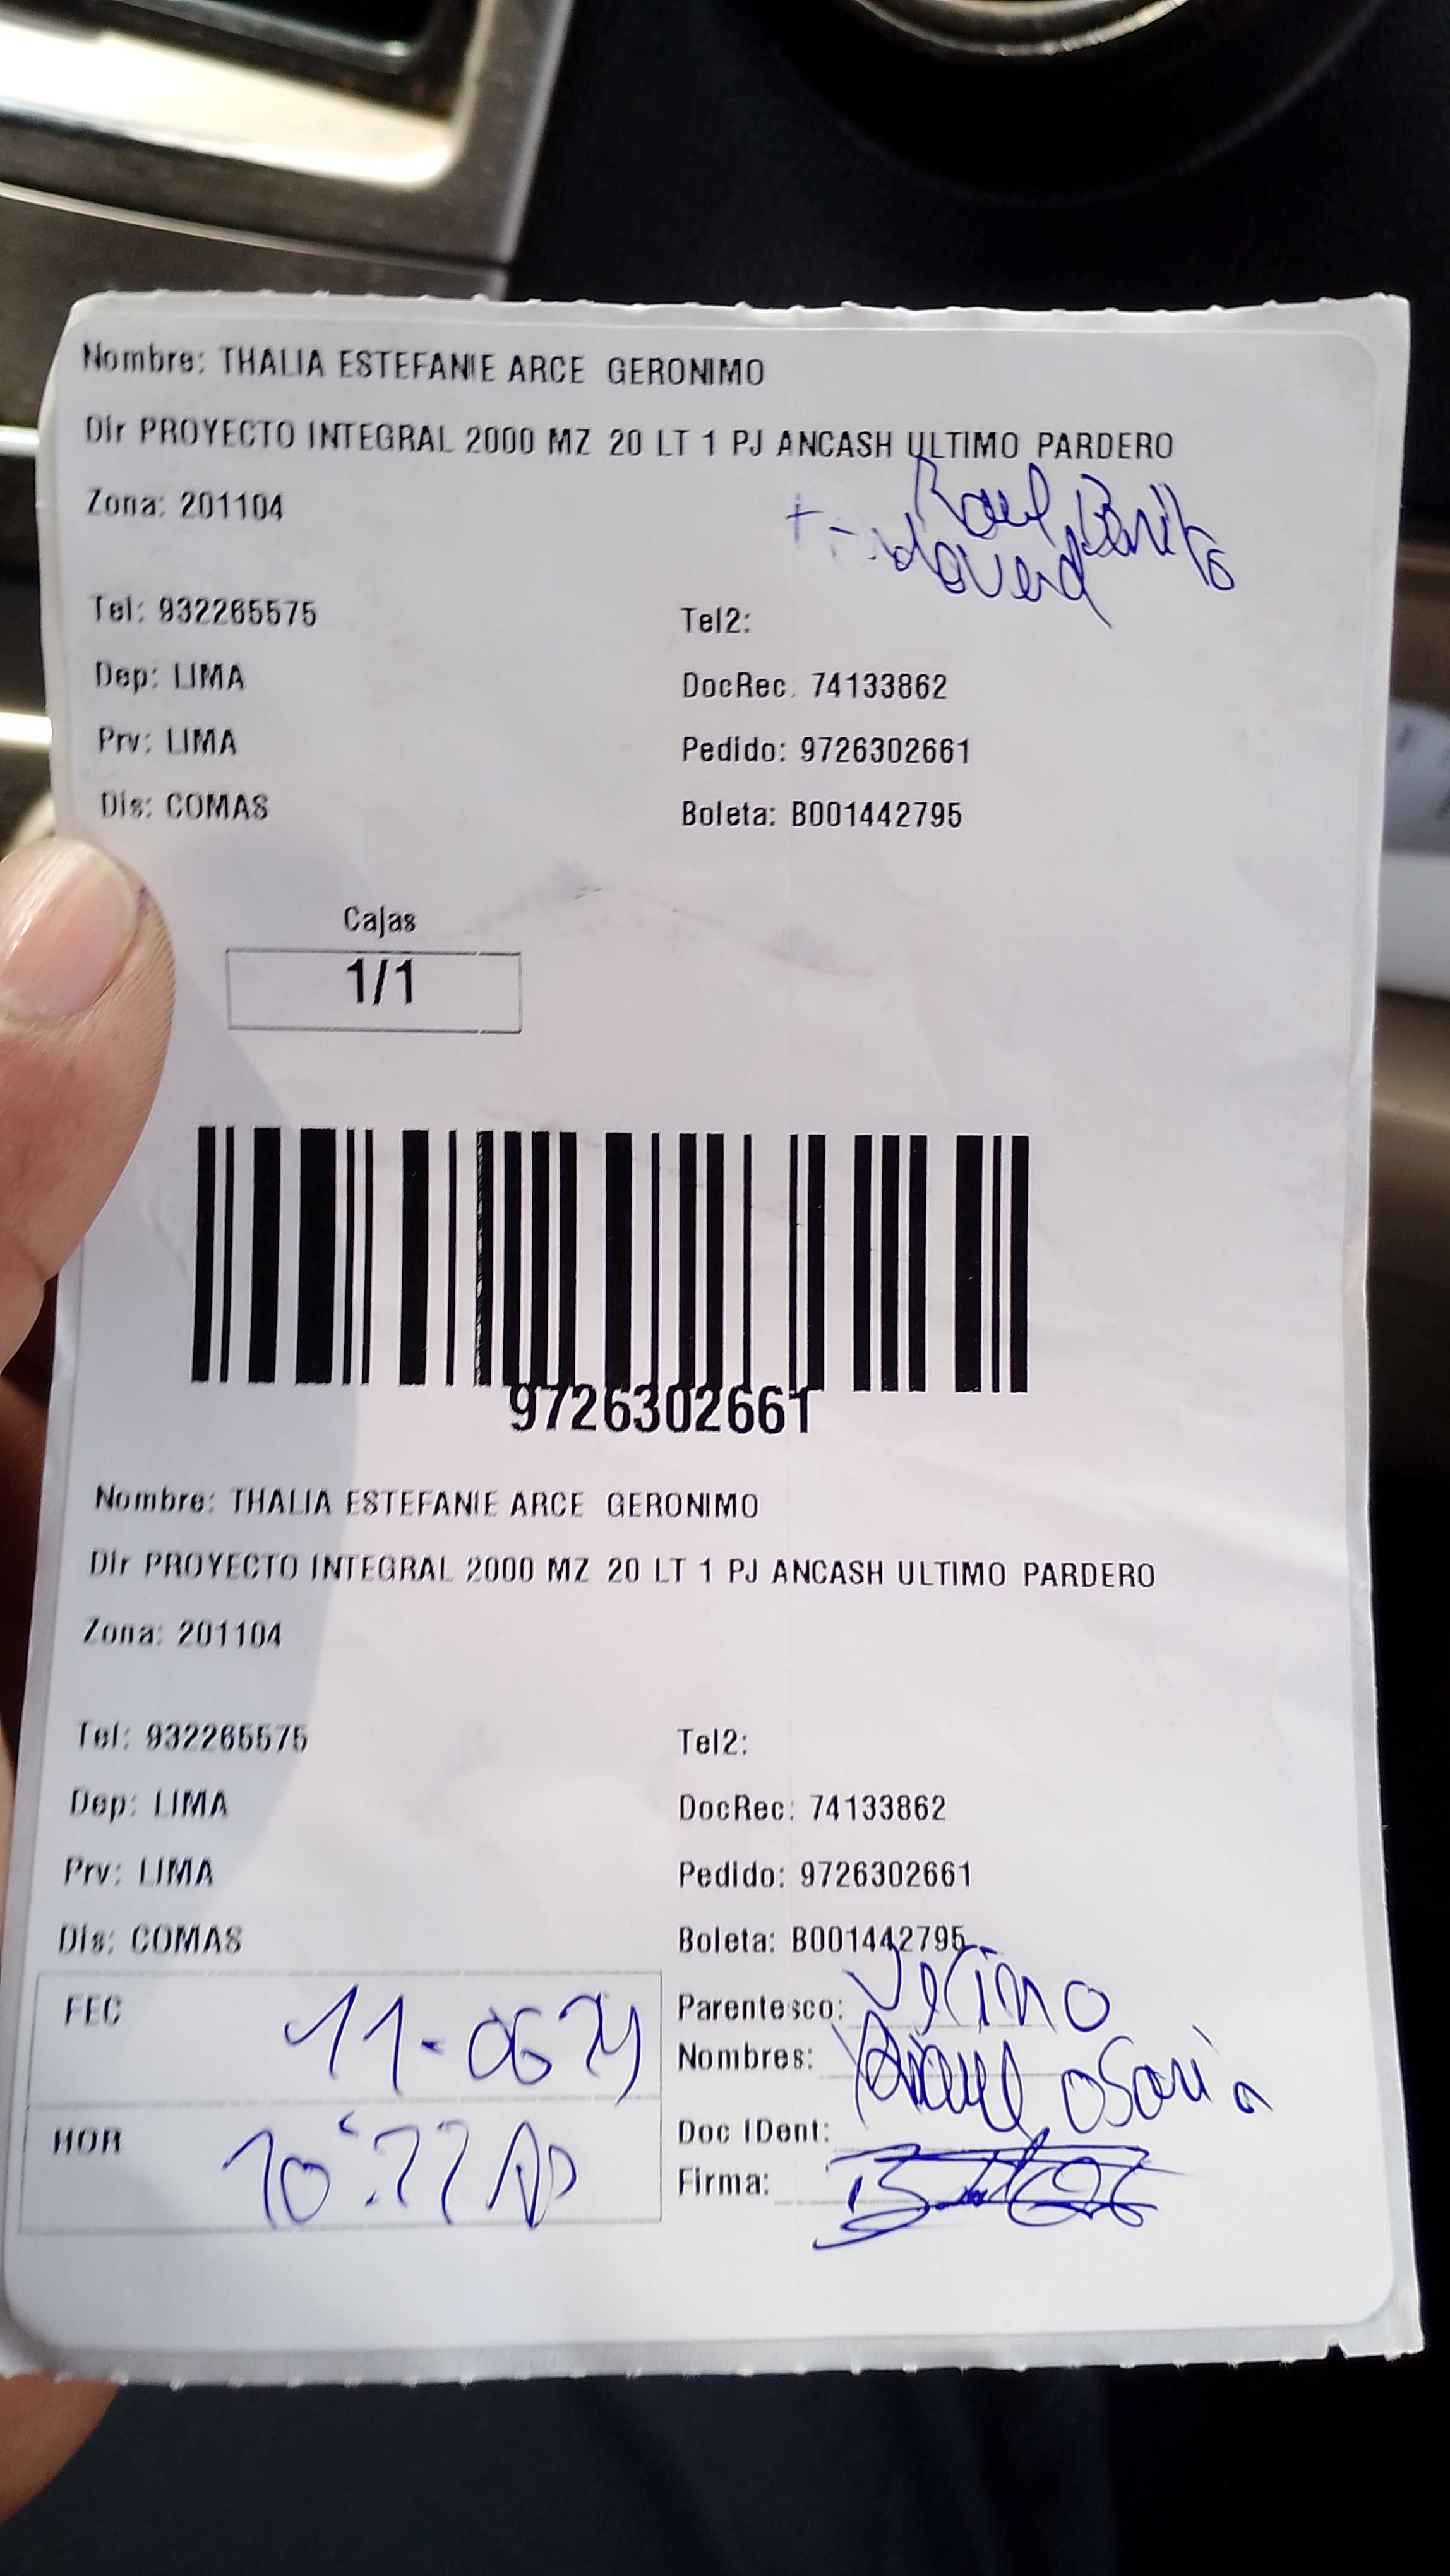 Nombre: THALIA ESTEFANIE ARCE GERONIMO
Dir PROYECTO INTEGRAL 2000 MZ 20 LT 1 PJ ANCASH ULTIMO PARDERO
Zona: 201104
Tel: 932265575 Tel2:
Dep: LIMA DocRec. 74133862
Prv: LIMA Pedido: 9726302661
Dis: COMAS Boleta: B001442795
Cajas
1/1
9726302661
Nombre: THALIA ESTEFANIE ARCE GERONIMO
Dir PROYECTO INTEGRAL 2000 MZ 20 LT 1 PJ ANCASH ULTIMO PARDERO
Zona: 201104
Tel: 932265575 Tel2:
Dep: LIMA DocRec: 74133862
Prv: LIMA Pedido: 9726302661
Dis: COMAS Boleta: B001442795
FEC 11-06 Parentesco: Vecino
Nombres:
HOR Doc IDent:
Firma: